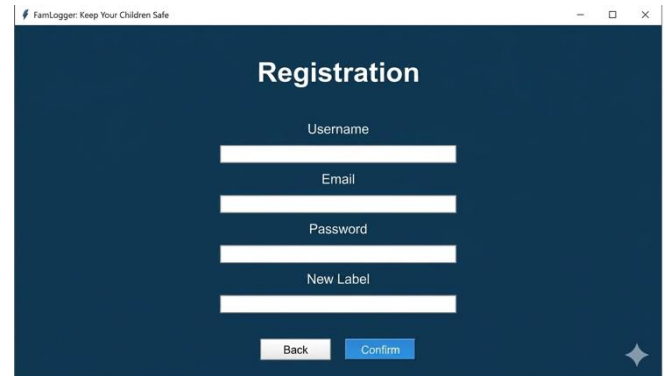 FamLogger: Keep Your Children Safe
Registration
Username
Email
Password
New Label
Back Confirm